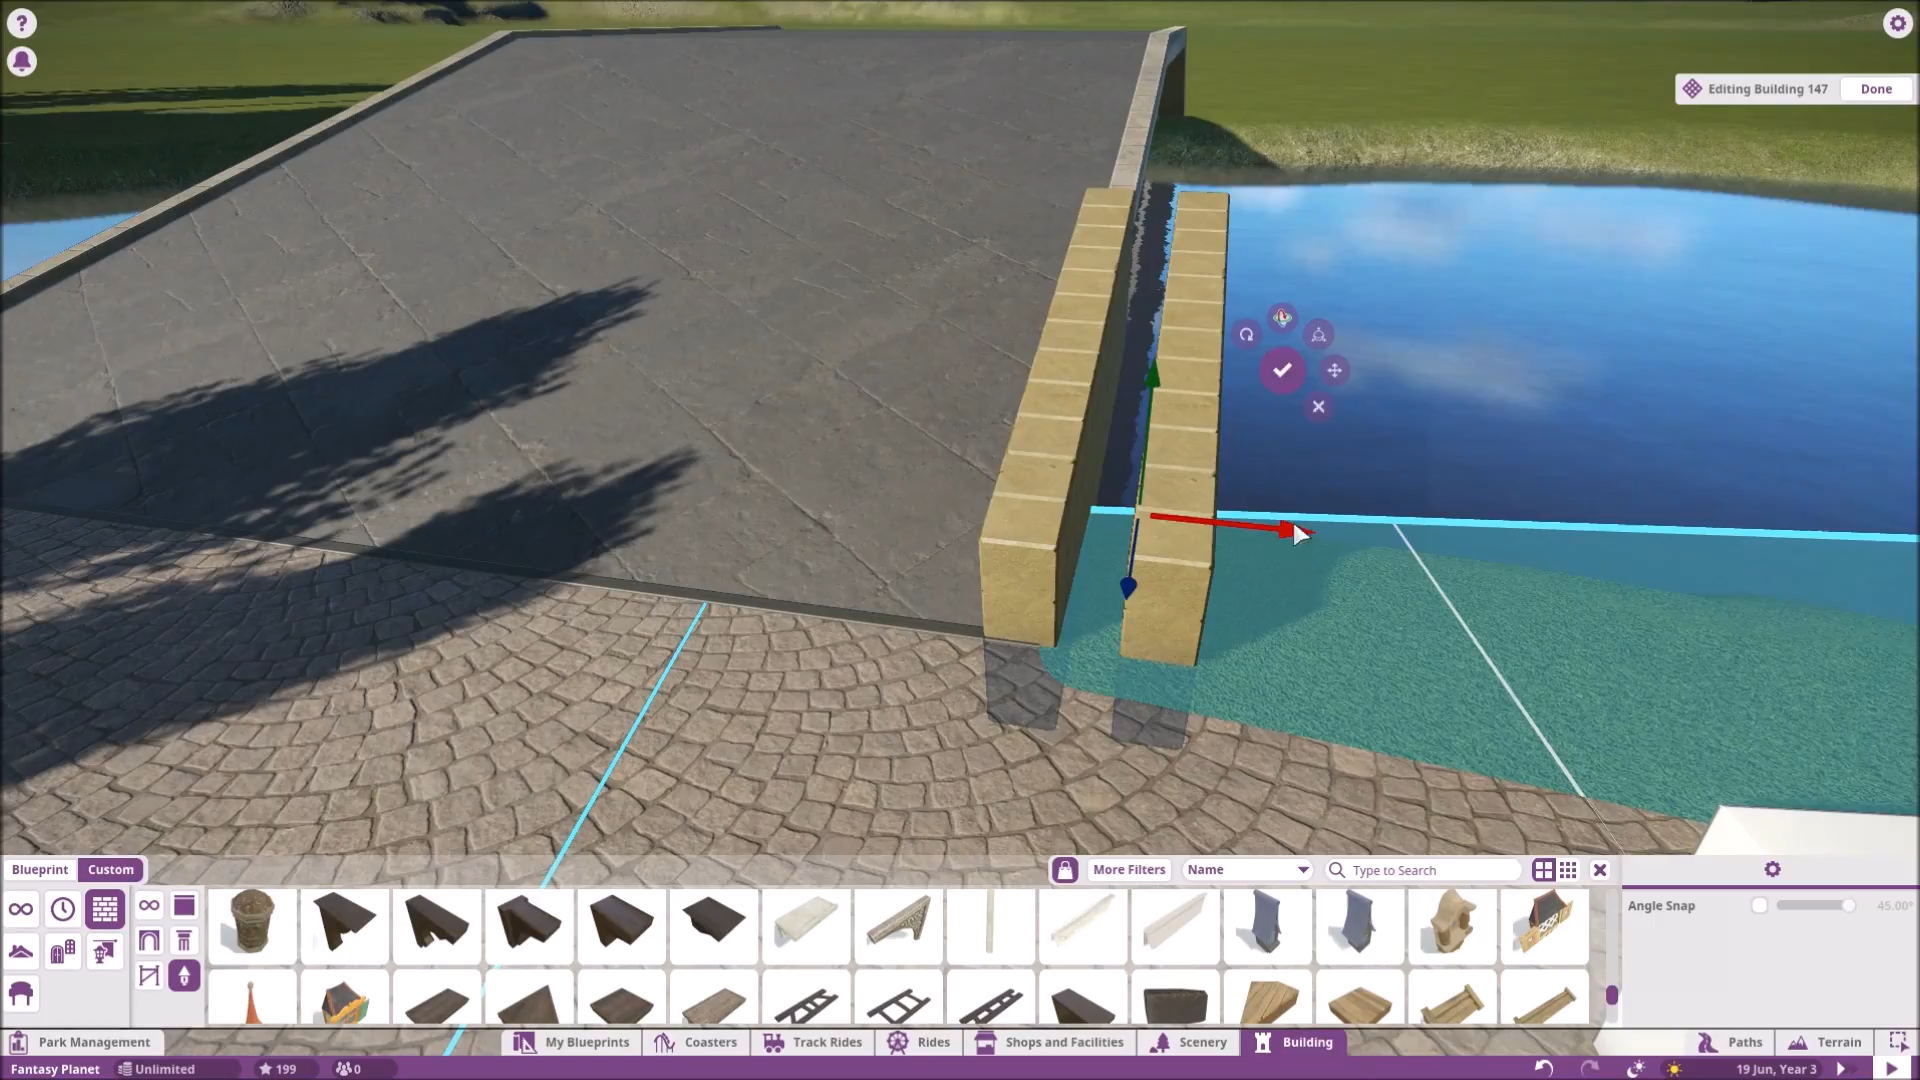 ?
Editing Building 147
Done
Blueprint
Custom
More Filters
Name
Type to Search
Angle Snap
45.00°
Park Management
My Blueprints
Coasters
Track Rides
Rides
Shops and Facilities
Scenery
Building
Paths
Terrain
Fantasy Planet
Unlimited
199
0
19 Jun, Year 3